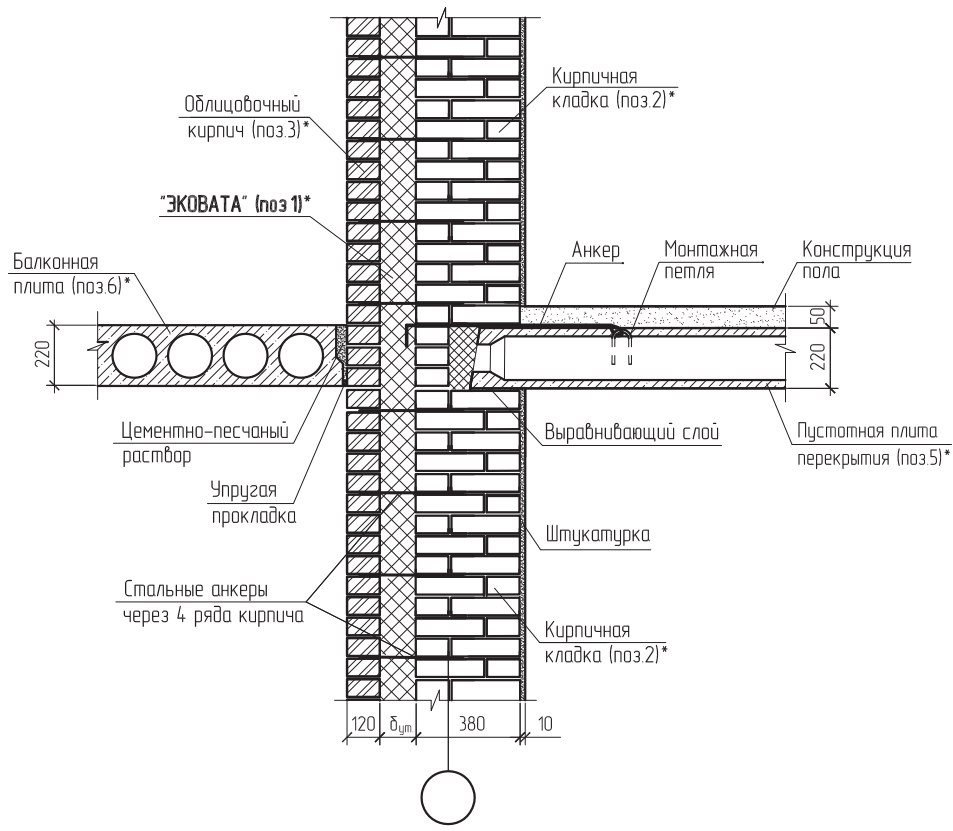 Кирпичная
кладка (поз.2)*
Облицовочный
кирпич (поз.3)*
"ЭКОВАТА" (поз 1)*
Анкер
Монтажная
петля
Конструкция
пола
Балконная
плита (поз.6)*
50
220
220
Цементно-песчаный
раствор
Выравнивающий слой
Пустотная плита
перекрытия (поз.5)*
Упругая
прокладка
Штукатурка
Стальные анкеры
через 4 ряда кирпича
Кирпичная
кладка (поз.2)*
120 δут 380 10